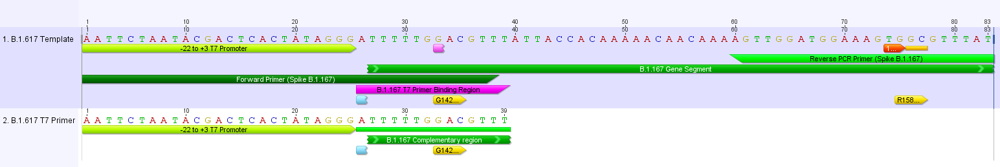 1 10 20 30 40 50 60 70 80 83
1. B.1.617 Template A A T T C T A A T A C G A C T C A C T A T A G G G A T T T T T G G A C G T T T A T T A C C A C A A A A A C A A C A A A A G T T G G A T G G A A A G T G G C G T T T A T
-22 to +3 T7 Promoter 1...
Reverse PCR Primer (Spike B.1.167)
B.1.167 Gene Segment
Forward Primer (Spike B.1.167)
B.1.167 T7 Primer Binding Region
G142... R158...
1 10 20 30 39
2. B.1.617 T7 Primer A A T T C T A A T A C G A C T C A C T A T A G G G A T T T T T G G A C G T T T
-22 to +3 T7 Promoter
B.1.167 Complementary region
G142...